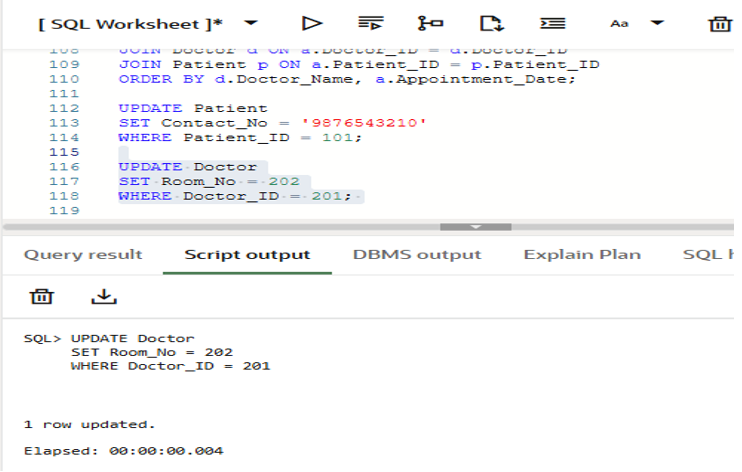 [ SQL Worksheet ]*
Aa
108 JOIN Doctor d ON a.Doctor_ID = d.Doctor_ID
109 JOIN Patient p ON a.Patient_ID = p.Patient_ID
110 ORDER BY d.Doctor_Name, a.Appointment_Date;
111
112 UPDATE Patient
113 SET Contact_No = '9876543210'
114 WHERE Patient_ID = 101;
115
116 UPDATE Doctor
117 SET Room_No = 202
118 WHERE Doctor_ID = 201;
119
Query result Script output DBMS output Explain Plan SQL
SQL> UPDATE Doctor
SET Room_No = 202
WHERE Doctor_ID = 201
1 row updated.
Elapsed: 00:00:00.004